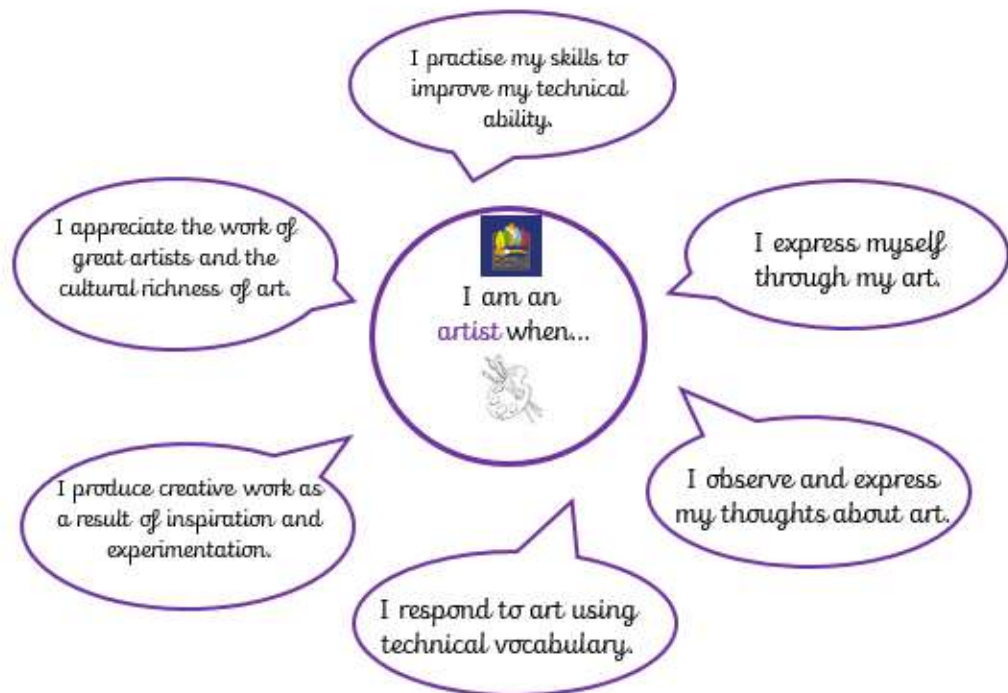 I practise my skills to
improve my technical
ability.
I appreciate the work of
great artists and the
cultural richness of art.
I am an
artist when...
I express myself
through my art.
I produce creative work as
a result of inspiration and
experimentation.
I observe and express
my thoughts about art.
I respond to art using
technical vocabulary.